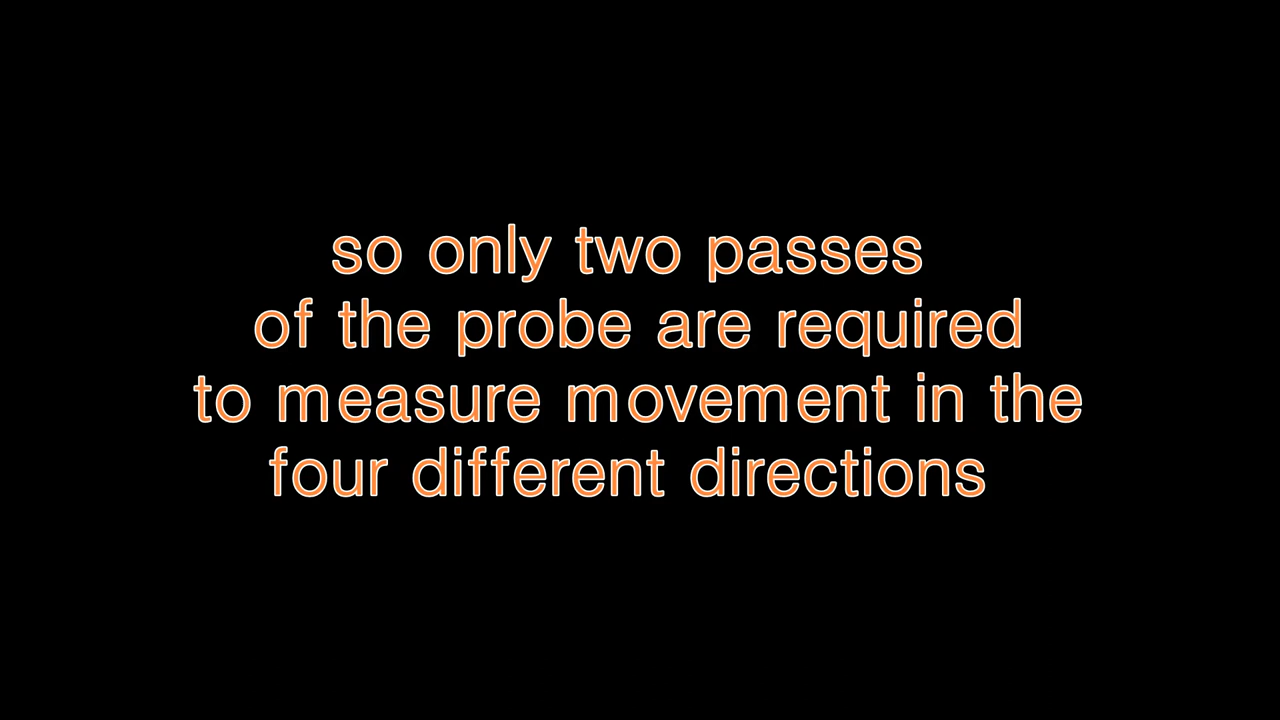 so only two passes
of the probe are required
to measure movement in the
four different directions